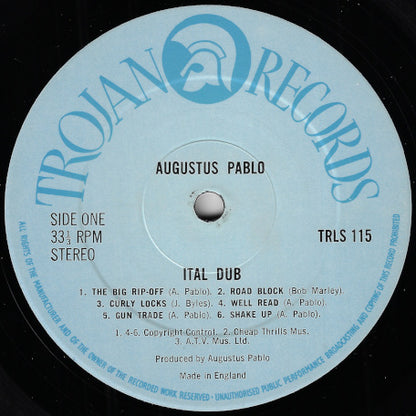 TROJAN RECORDS
AUGUSTUS PABLO
SIDE ONE
33⅓ RPM
STEREO
TRLS 115
ITAL DUB
1. THE BIG RIP-OFF (A. Pablo). 2. ROAD BLOCK (Bob Marley).
3. CURLY LOCKS (J. Byles). 4. WELL READ (A. Pablo).
5. GUN TRADE (A. Pablo). 6. SHAKE UP (A. Pablo).
1. 4-6. Copyright Control. 2. Cheap Thrills Mus.
3. A.T.V. Mus. Ltd.
Produced by Augustus Pablo
Made in England
ALL RIGHTS OF THE MANUFACTURER AND OF THE OWNER OF THE RECORDED WORK RESERVED - UNAUTHORISED PUBLIC PERFORMANCE BROADCASTING AND COPYING OF THIS RECORD PROHIBITED